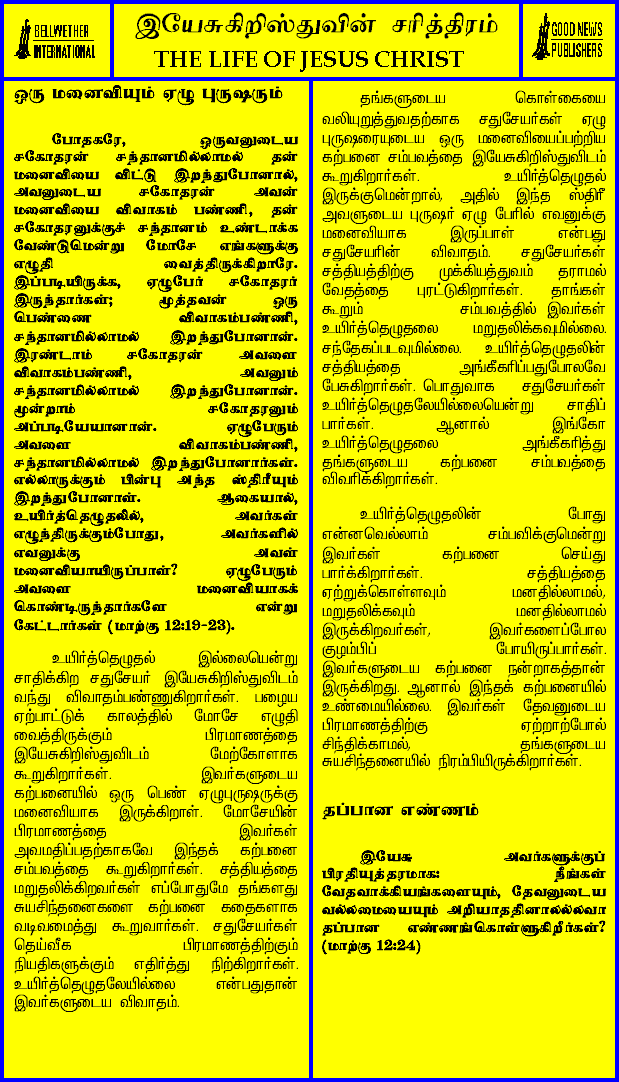 BELLWETHER
INTERNATIONAL
இயேசுகிறிஸ்துவின் சரித்திரம்
THE LIFE OF JESUS CHRIST
GOOD NEWS
PUBLISHERS
ஒரு மனைவியும் ஏழு புருஷரும்
போதகரே, ஒருவனுடைய
சகோதரன் சந்தானமில்லாமல் தன்
மனைவியை விட்டு இறந்துபோனால்,
அவனுடைய சகோதரன் அவன்
மனைவியை விவாகம் பண்ணி, தன்
சகோதரனுக்குச் சந்தானம் உண்டாக்க
வேண்டுமென்று மோசே எங்களுக்கு
எழுதி வைத்திருக்கிறாரே.
இப்படியிருக்க, ஏழுபேர் சகோதரர்
இருந்தார்கள்; மூத்தவன் ஒரு
பெண்ணை விவாகம்பண்ணி,
சந்தானமில்லாமல் இறந்துபோனான்.
இரண்டாம் சகோதரன் அவளை
விவாகம்பண்ணி, அவனும்
சந்தானமில்லாமல் இறந்துபோனான்.
மூன்றாம் சகோதரனும்
அப்படியேயானான். ஏழுபேரும்
அவளை விவாகம்பண்ணி,
சந்தானமில்லாமல் இறந்துபோனார்கள்.
எல்லாருக்கும் பின்பு அந்த ஸ்திரீயும்
இறந்துபோனாள். ஆகையால்,
உயிர்த்தெழுதலில், அவர்கள்
எழுந்திருக்கும்போது, அவர்களில்
எவனுக்கு அவள்
மனைவியாயிருப்பாள்? ஏழுபேரும்
அவளை மனைவியாகக்
கொண்டிருந்தார்களே என்று
கேட்டார்கள் (மாற்கு 12:19-23).
உயிர்த்தெழுதல் இல்லையென்று
சாதிக்கிற சதுசேயர் இயேசுகிறிஸ்துவிடம்
வந்து விவாதம்பண்ணுகிறார்கள். பழைய
ஏற்பாட்டுக் காலத்தில் மோசே எழுதி
வைத்திருக்கும் பிரமாணத்தை
இயேசுகிறிஸ்துவிடம் மேற்கோளாக
கூறுகிறார்கள். இவர்களுடைய
கற்பனையில் ஒரு பெண் ஏழுபுருஷருக்கு
மனைவியாக இருக்கிறாள். மோசேயின்
பிரமாணத்தை இவர்கள்
அவமதிப்பதற்காகவே இந்தக் கற்பனை
சம்பவத்தை கூறுகிறார்கள். சத்தியத்தை
மறுதலிக்கிறவர்கள் எப்போதுமே தங்களது
சுயசிந்தனைகளை கற்பனை கதைகளாக
வடிவமைத்து கூறுவார்கள். சதுசேயர்கள்
தெய்வீக பிரமாணத்திற்கும்
நியதிகளுக்கும் எதிர்த்து நிற்கிறார்கள்.
உயிர்த்தெழுதலேயில்லை என்பதுதான்
இவர்களுடைய விவாதம்.
தங்களுடைய கொள்கையை
வலியுறுத்துவதற்காக சதுசேயர்கள் ஏழு
புருஷரையுடைய ஒரு மனைவியைப்பற்றிய
கற்பனை சம்பவத்தை இயேசுகிறிஸ்துவிடம்
கூறுகிறார்கள். உயிர்த்தெழுதல்
இருக்குமென்றால், அதில் இந்த ஸ்திரீ
அவளுடைய புருஷர் ஏழு பேரில் எவனுக்கு
மனைவியாக இருப்பாள் என்பது
சதுசேயரின் விவாதம். சதுசேயர்கள்
சத்தியத்திற்கு முக்கியத்துவம் தராமல்
வேதத்தை புரட்டுகிறார்கள். தாங்கள்
கூறும் சம்பவத்தில் இவர்கள்
உயிர்த்தெழுதலை மறுதலிக்கவுமில்லை.
சந்தேகப்படவுமில்லை. உயிர்த்தெழுதலின்
சத்தியத்தை அங்கீகரிப்பதுபோலவே
பேசுகிறார்கள். பொதுவாக சதுசேயர்கள்
உயிர்த்தெழுதலேயில்லையென்று சாதிப்
பார்கள். ஆனால் இங்கோ
உயிர்த்தெழுதலை அங்கீகரித்து
தங்களுடைய கற்பனை சம்பவத்தை
விவரிக்கிறார்கள்.
உயிர்த்தெழுதலின் போது
என்னவெல்லாம் சம்பவிக்குமென்று
இவர்கள் கற்பனை செய்து
பார்க்கிறார்கள். சத்தியத்தை
ஏற்றுக்கொள்ளவும் மனதில்லாமல்,
மறுதலிக்கவும் மனதில்லாமல்
இருக்கிறவர்கள், இவர்களைப்போல
குழம்பிப் போயிருப்பார்கள்.
இவர்களுடைய கற்பனை நன்றாகத்தான்
இருக்கிறது. ஆனால் இந்தக் கற்பனையில்
உண்மையில்லை. இவர்கள் தேவனுடைய
பிரமாணத்திற்கு ஏற்றாற்போல்
சிந்திக்காமல், தங்களுடைய
சுயசிந்தனையில் நிரம்பியிருக்கிறார்கள்.
தப்பான எண்ணம்
இயேசு அவர்களுக்குப்
பிரதியுத்தரமாக: நீங்கள்
வேதவாக்கியங்களையும், தேவனுடைய
வல்லமையையும் அறியாததினாலல்லவா
தப்பான எண்ணங்கொள்ளுகிறீர்கள்?
(மாற்கு 12:24)